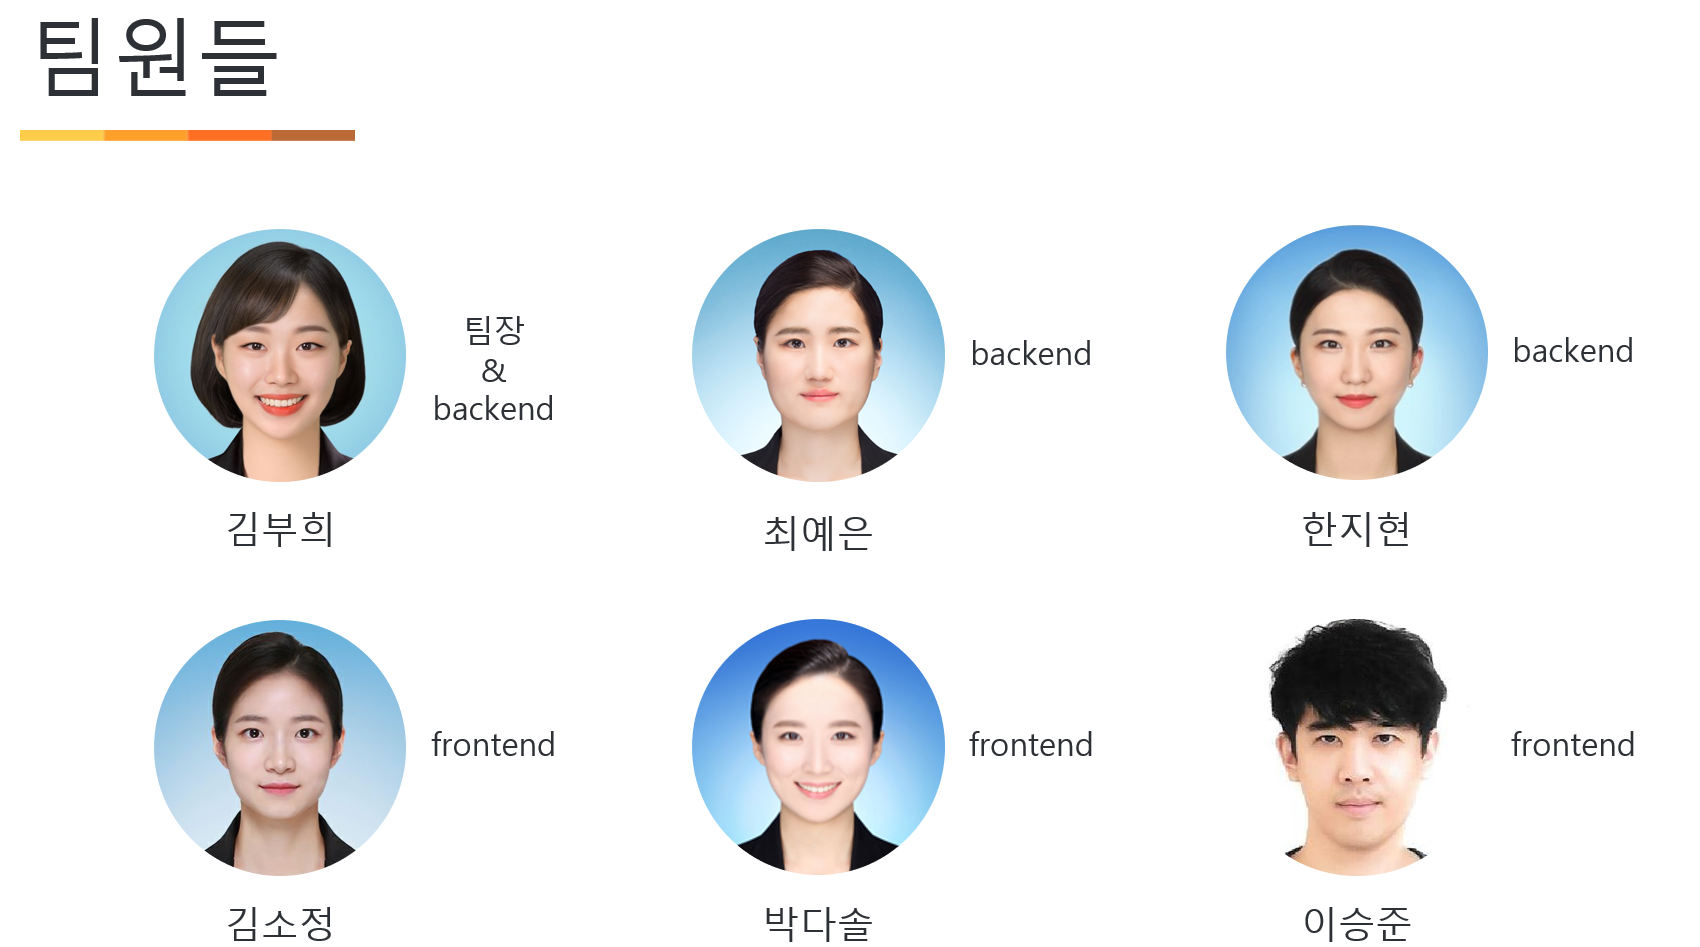 팀원들
팀장
&
backend
backend
backend
김부희
최예은
한지현
frontend
frontend
frontend
김소정
박다솔
이승준